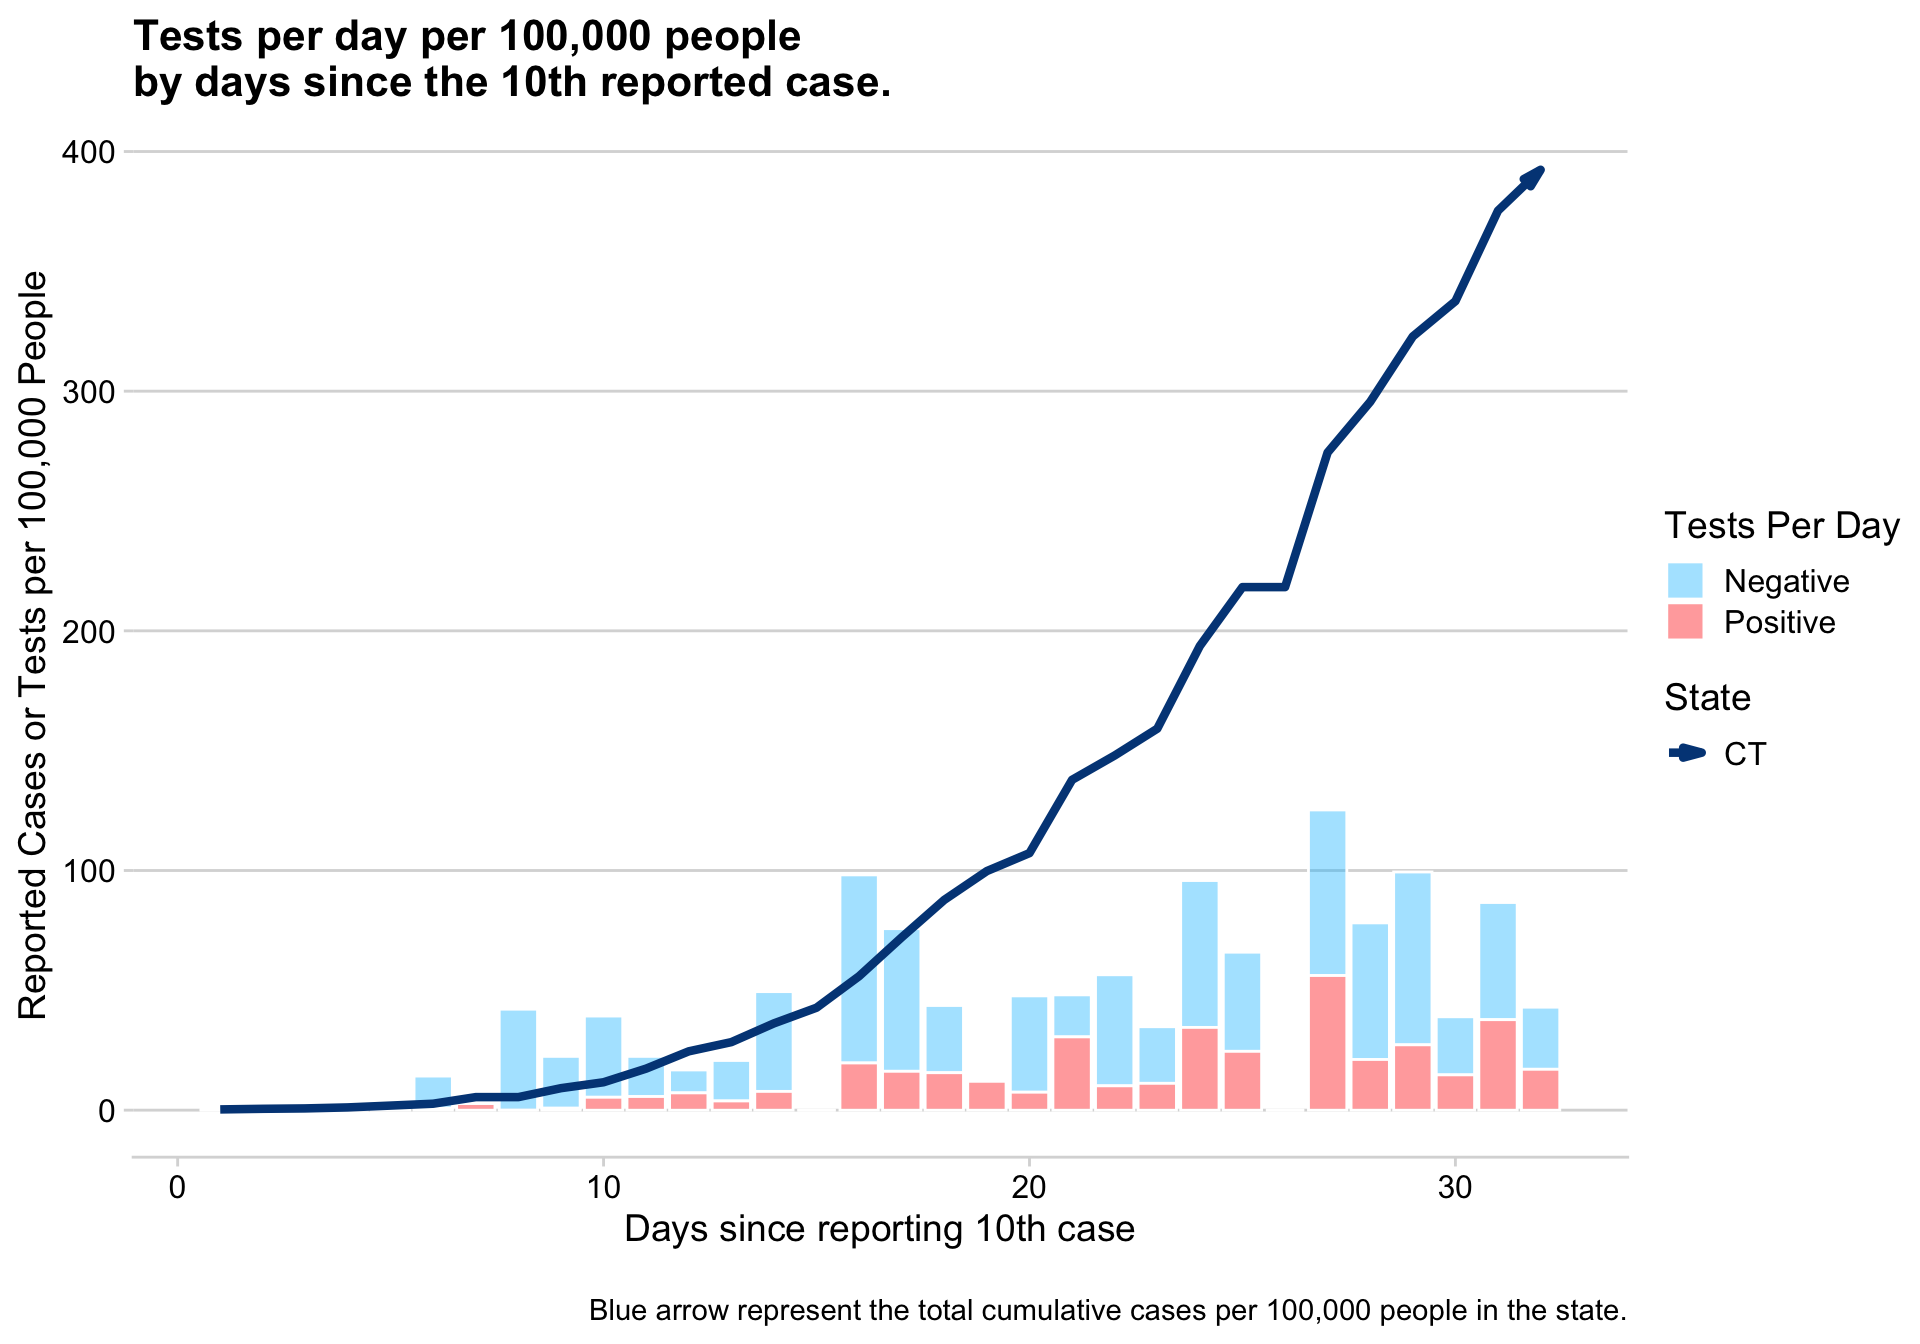 Tests per day per 100,000 people
by days since the 10th reported case.
Reported Cases or Tests per 100,000 People
400
300
200
100
0
0
10
20
30
Days since reporting 10th case
Tests Per Day
Negative
Positive
State
CT
Blue arrow represent the total cumulative cases per 100,000 people in the state.